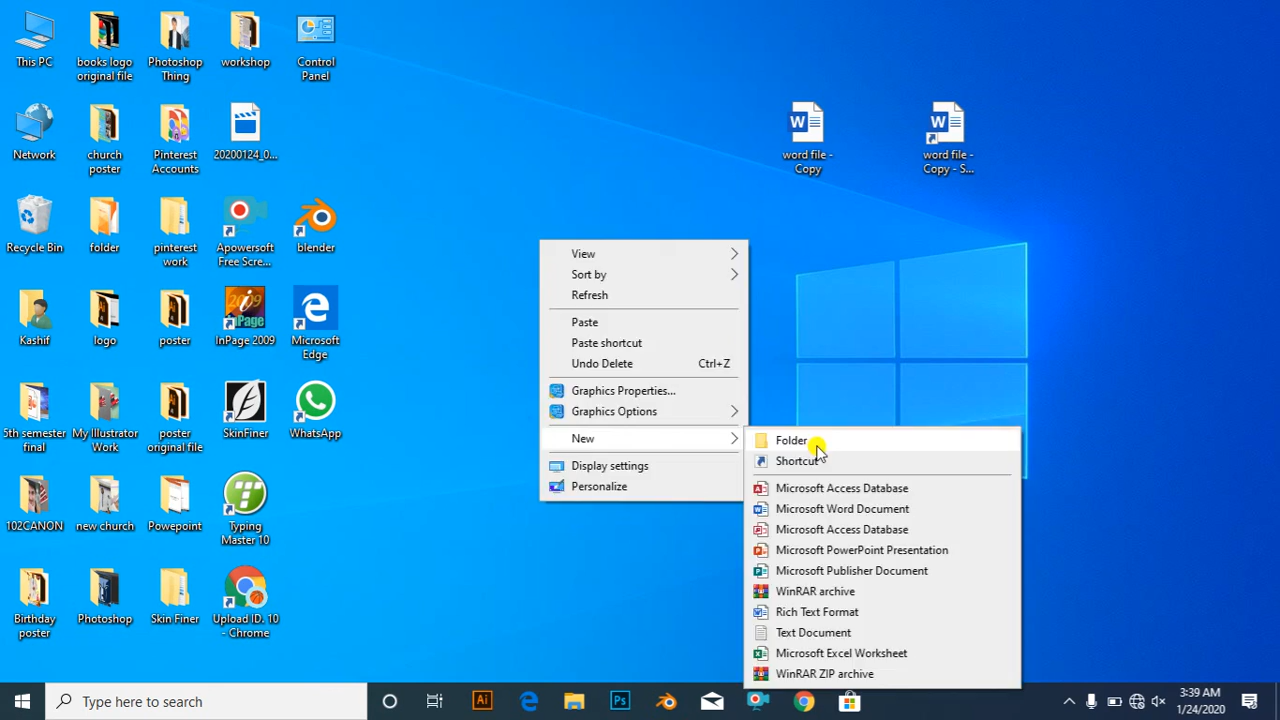 This PC
books logo
original file
Photoshop
Thing
workshop
Control
Panel
Network
church
poster
Pinterest
Accounts
20200124_0...
word file -
Copy
word file -
Copy - S...
Recycle Bin
folder
pinterest
work
Apowersoft
Free Scre...
blender
Kashif
logo
poster
2009
InPage
InPage 2009
Microsoft
Edge
5th semester
final
My Illustrator
Work
poster
original file
SkinFiner
WhatsApp
102CANON
new church
Powepoint
Typing
Master 10
Birthday
poster
Photoshop
Skin Finer
Upload ID. 10
- Chrome
View
Sort by
Refresh
Paste
Paste shortcut
Undo Delete Ctrl+Z
Graphics Properties...
Graphics Options
New
Display settings
Personalize
Folder
Shortcut
Microsoft Access Database
Microsoft Word Document
Microsoft Access Database
Microsoft PowerPoint Presentation
Microsoft Publisher Document
WinRAR archive
Rich Text Format
Text Document
Microsoft Excel Worksheet
WinRAR ZIP archive
Type here to search
Ai
Ps
3:39 AM
1/24/2020